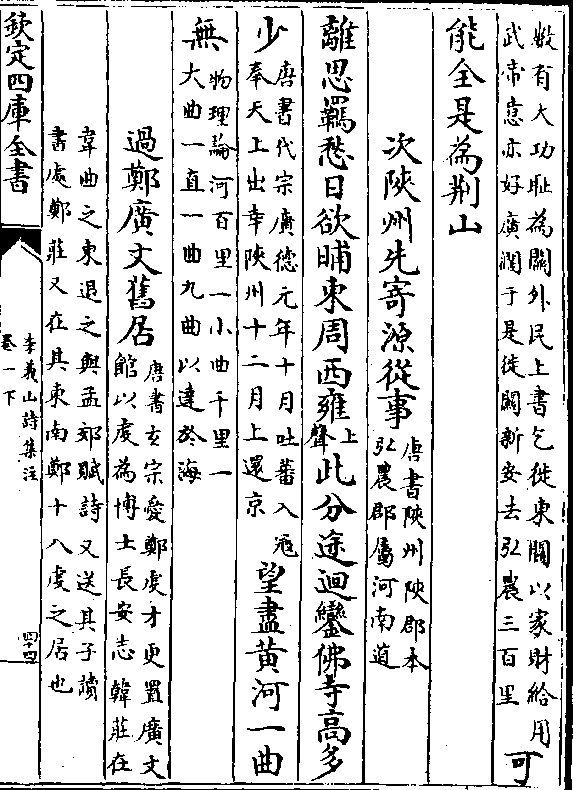 數有大功耻為關外民上書乞徙東關以家財給用
武帝意亦好廣濶于是徙關新安去弘農三百里
可
能全是為荆山
次陜州先寄源從事
唐書陜州陜郡本
弘農郡屬河南道
離思羈愁日欲晡東周西雍
上
聲
此分途迴鑾佛寺高多
少
唐書代宗廣德元年十月吐蕃入冦
奉天上出幸陜州十二月上還京
望盡黄河一曲
無
物理論河百里一小曲千里一
大曲一直一曲九曲以達於海
過鄭廣文舊居
唐書玄宗愛鄭虔才更置廣文
館以虔為博士長安志韓莊在
韋曲之東退之與孟郊賦詩又送其子讀
書處鄭莊又在其東南鄭十八虔之居也
欽定四庫全書
李義山詩集注
卷一下
四十四